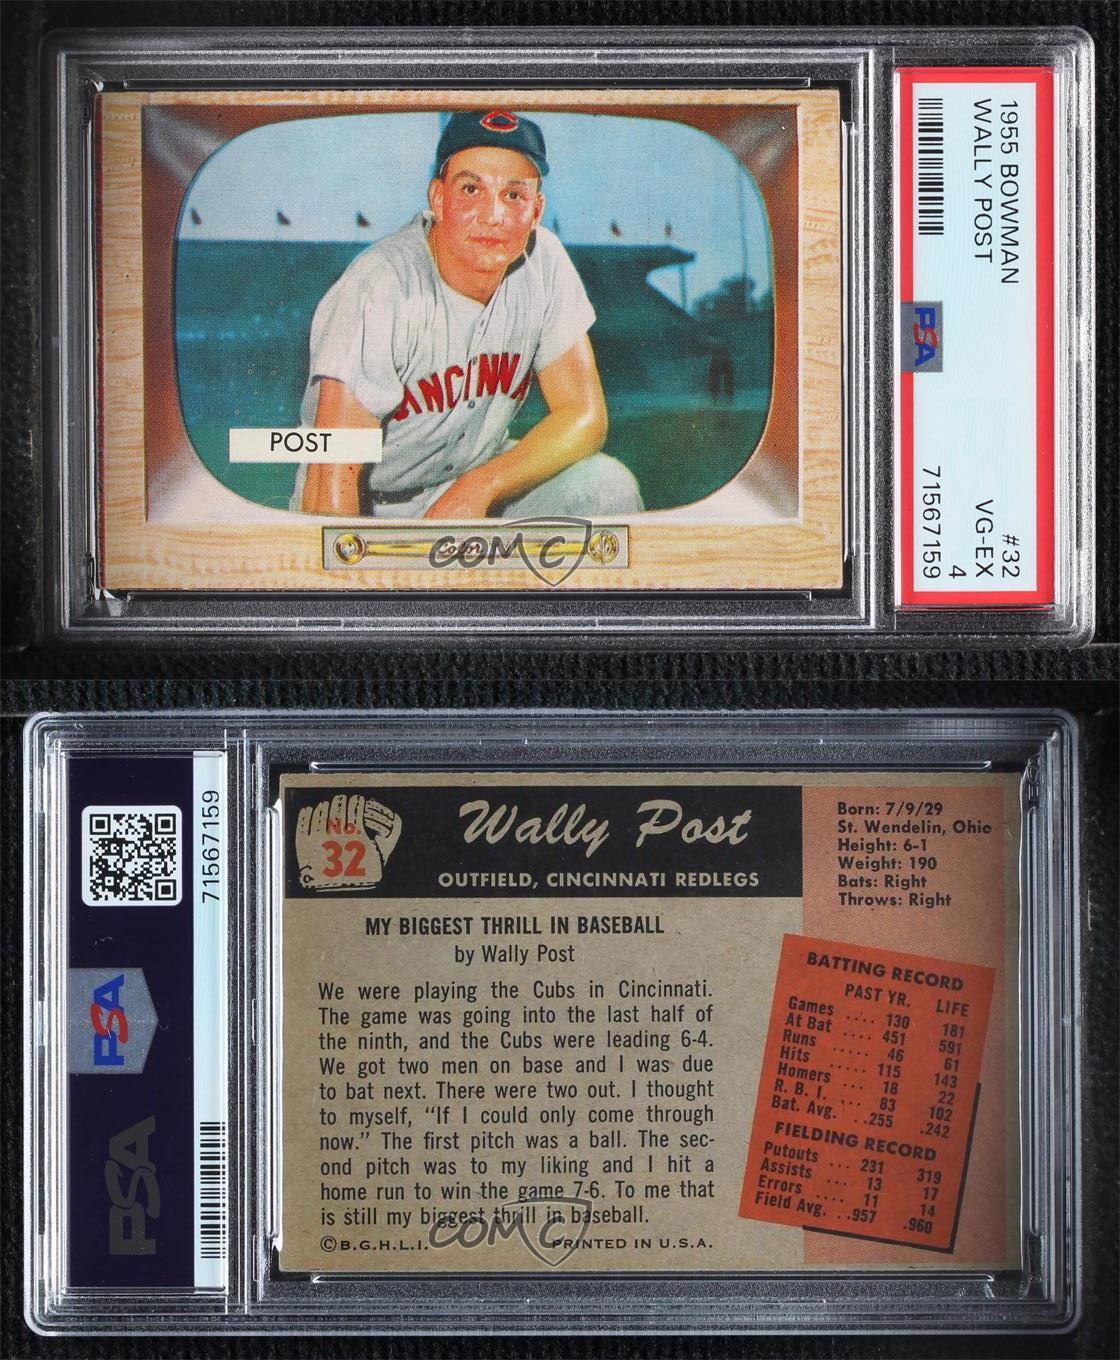 1955 BOWMAN
WALLY POST
#32
VG-EX
4
71567159
PSA
C
CINCINNA
POST
Color
COMC
71567159
PSA
PSA
No.
32
Wally Post
OUTFIELD, CINCINNATI REDLEGS
Born: 7/9/29
St. Wendelin, Ohio
Height: 6-1
Weight: 190
Bats: Right
Throws: Right
MY BIGGEST THRILL IN BASEBALL
by Wally Post
We were playing the Cubs in Cincinnati.
The game was going into the last half of
the ninth, and the Cubs were leading 6-4.
We got two men on base and I was due
to bat next. There were two out. I thought
to myself, “If I could only come through
now.” The first pitch was a ball. The sec-
ond pitch was to my liking and I hit a
home run to win the game 7-6. To me that
is still my biggest thrill in baseball.
©B.G.H.L.I. PRINTED IN U.S.A.
COMC
BATTING RECORD
PAST YR. LIFE
Games .... 130 181
At Bat .... 451 591
Runs ..... 46 61
Hits ..... 115 143
Homers ... 18 22
R. B. I. ... 83 102
Bat. Avg. .. .255 .242
FIELDING RECORD
Putouts ... 231 319
Assists .... 13 17
Errors .... 11 14
Field Avg. . .957 .960